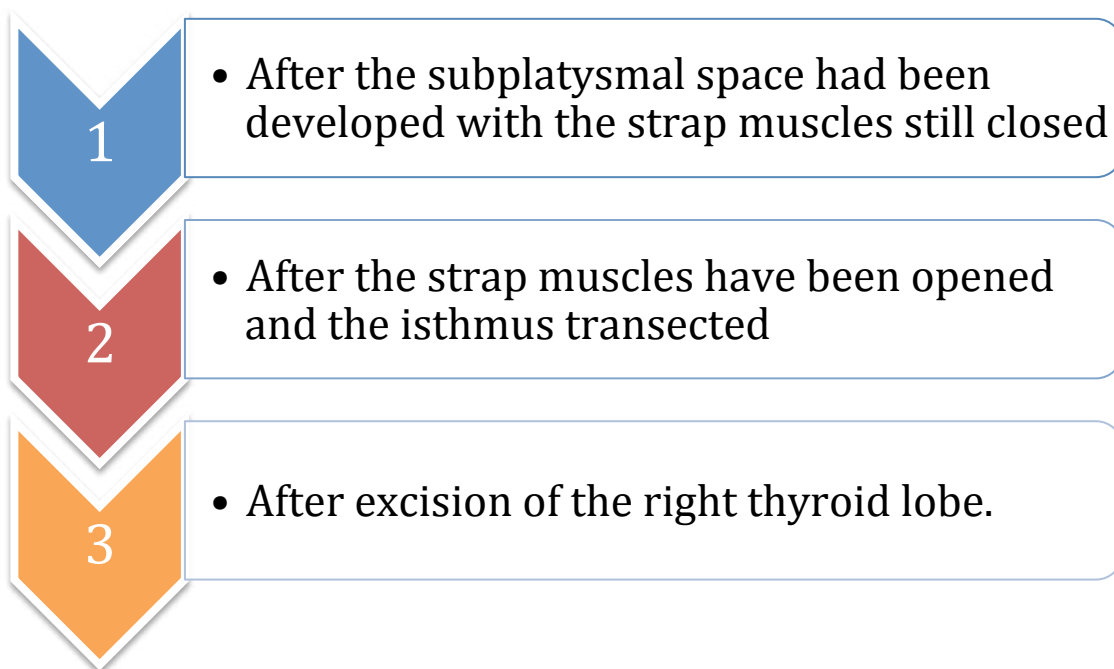 1
• After the subplatysmal space had been
developed with the strap muscles still closed
2
• After the strap muscles have been opened
and the isthmus transected
3
• After excision of the right thyroid lobe.